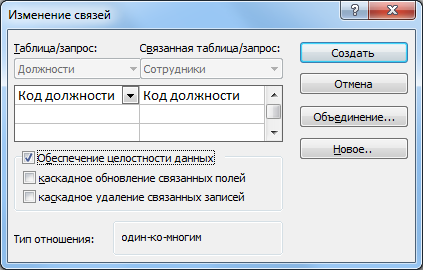 Изменение связей
Таблица/запрос: Связанная таблица/запрос:
Должности Сотрудники
Код должности Код должности
Обеспечение целостности данных
каскадное обновление связанных полей
каскадное удаление связанных записей
Тип отношения: один-ко-многим
Создать
Отмена
Объединение...
Новое..